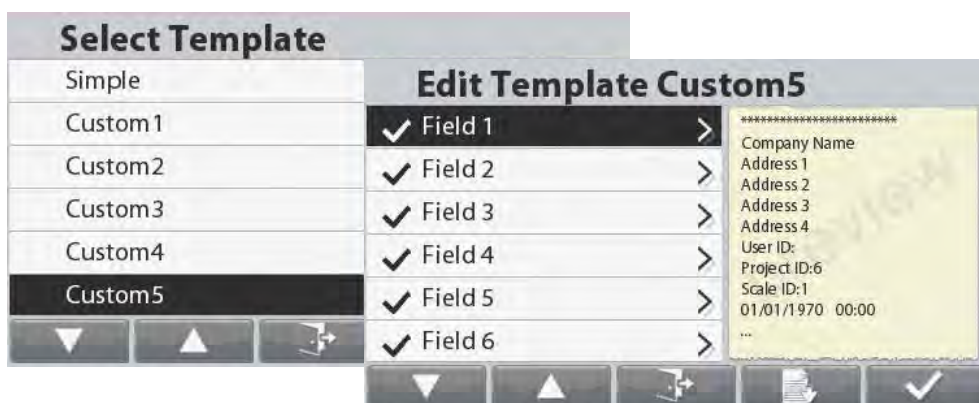 Select Template
Simple
Custom1
Custom2
Custom3
Custom4
Custom5
Edit Template Custom5
Field 1
Field 2
Field 3
Field 4
Field 5
Field 6
************************
Company Name
Address 1
Address 2
Address 3
Address 4
User ID:
Project ID:6
Scale ID:1
01/01/1970 00:00
...